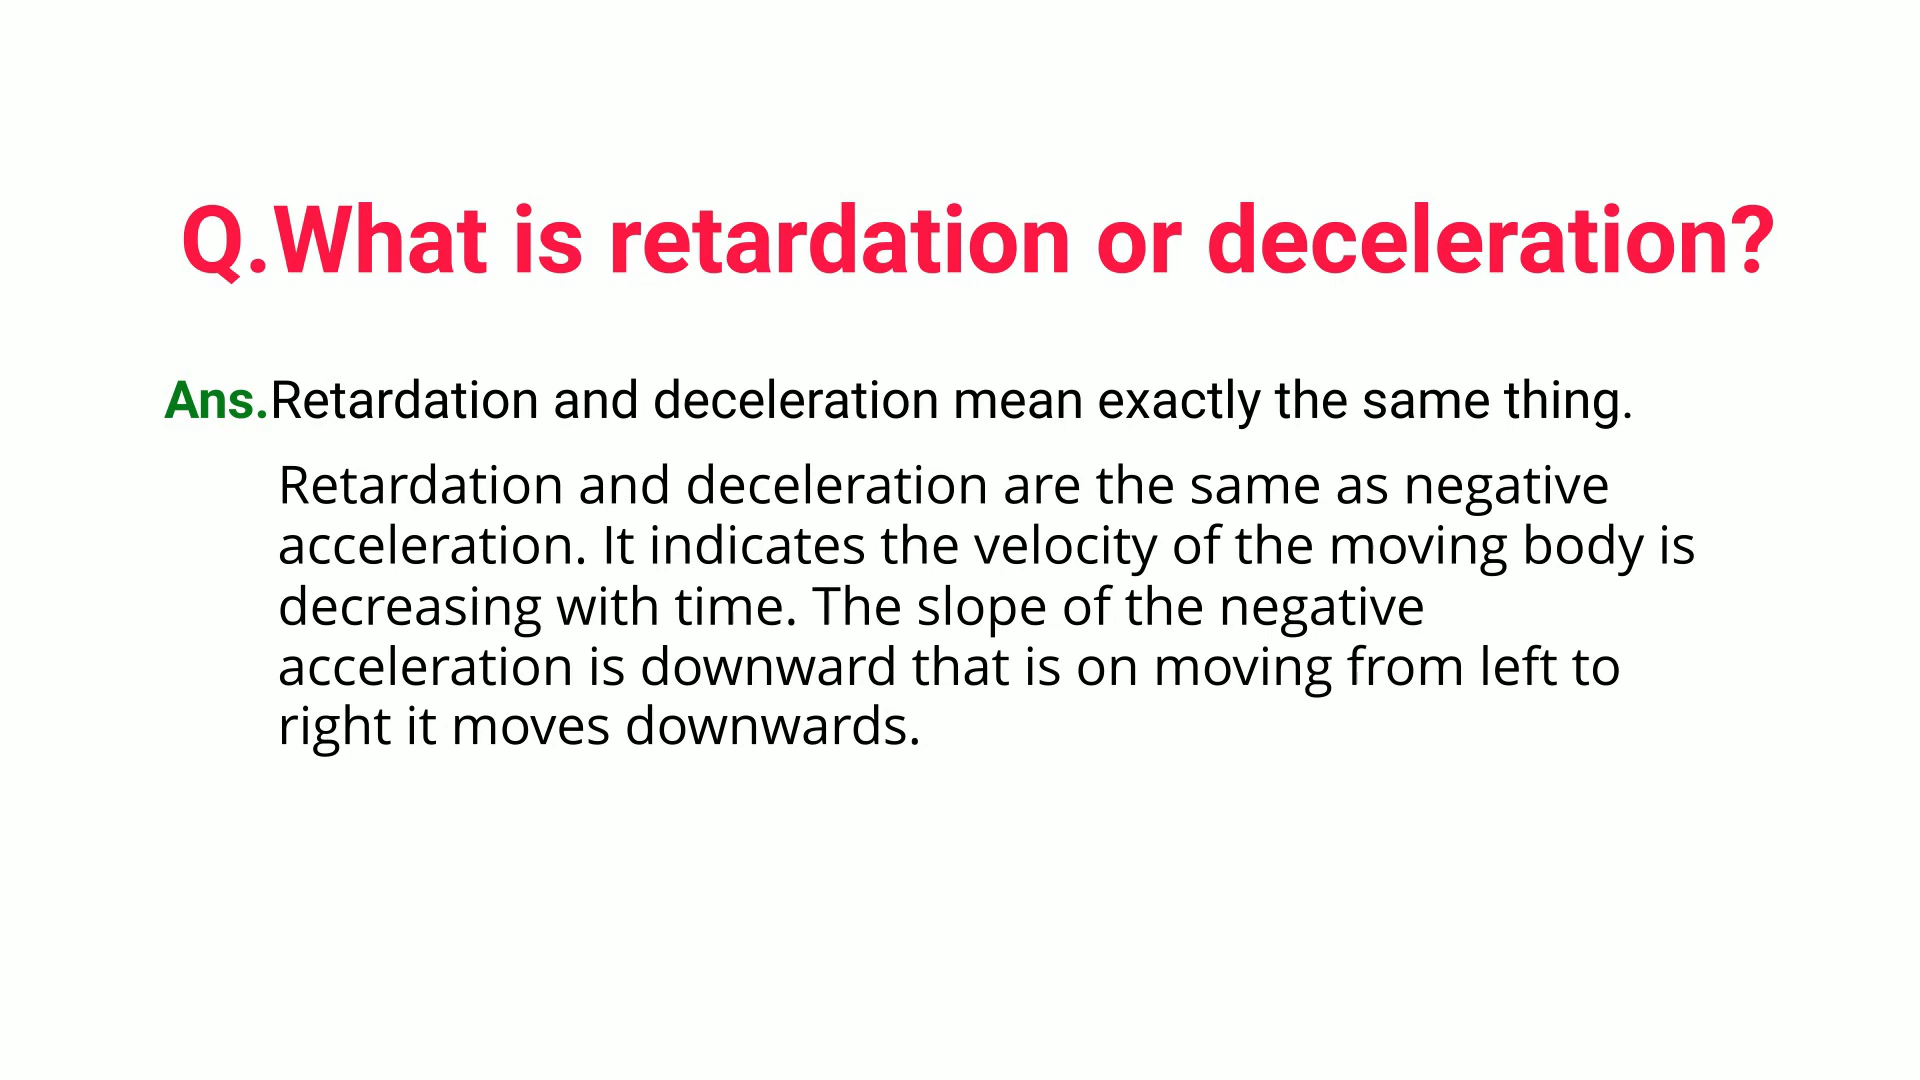 Q.What is retardation or deceleration?
Ans.Retardation and deceleration mean exactly the same thing.
Retardation and deceleration are the same as negative
acceleration. It indicates the velocity of the moving body is
decreasing with time. The slope of the negative
acceleration is downward that is on moving from left to
right it moves downwards.